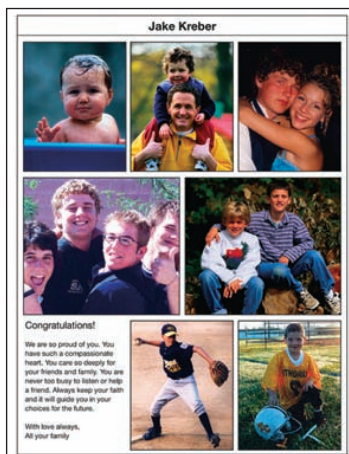 Jake Kreber
Congratulations!
We are so proud of you. You
have such a compassionate
heart. You care so deeply for
your friends and family. You are
never too busy to listen or help
a friend. Always keep your faith
and it will guide you in your
choices for the future.
With love always,
All your family